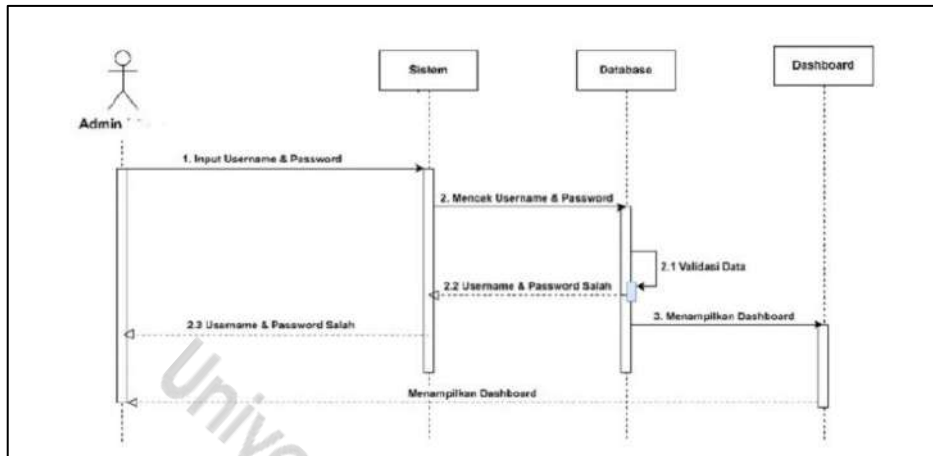 Sistem
Database
Dashboard
Admin
1. Input Username & Password
2. Mencek Username & Password
2.1 Validasi Data
2.2 Username & Password Salah
3. Menampilkan Dashboard
2.3 Username & Password Salah
Menampilkan Dashboard